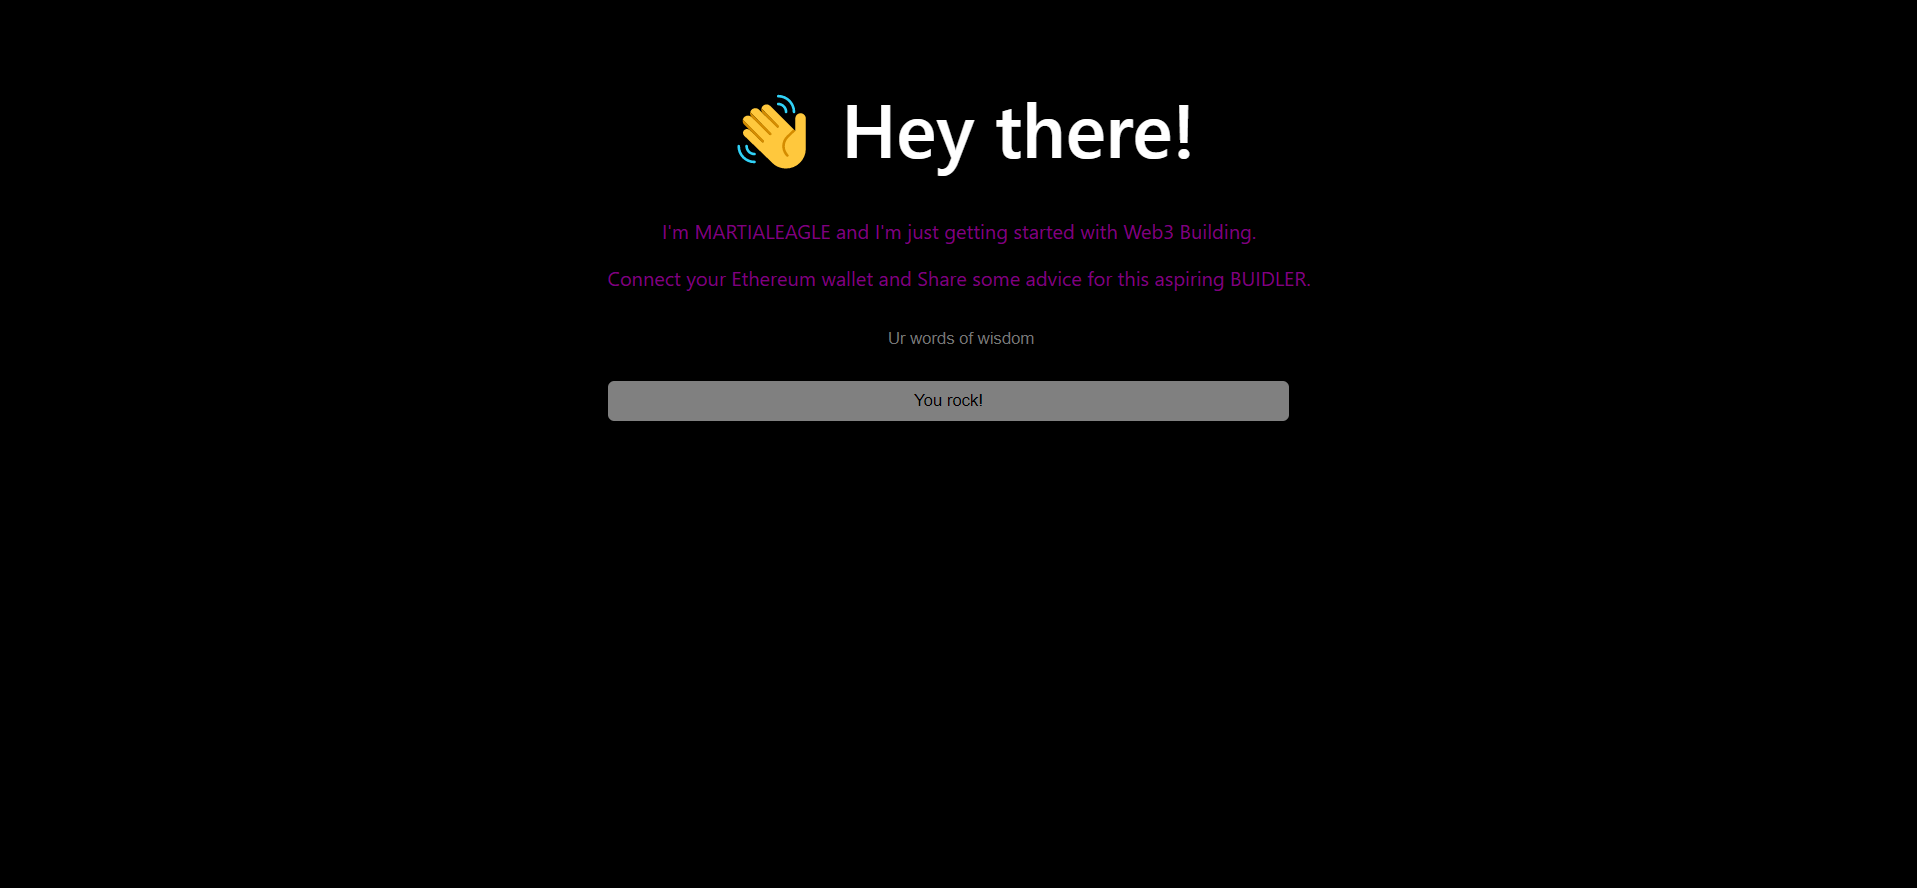 👋 Hey there!
I'm MARTIALEAGLE and I'm just getting started with Web3 Building.
Connect your Ethereum wallet and Share some advice for this aspiring BUIDLER.
Ur words of wisdom
You rock!